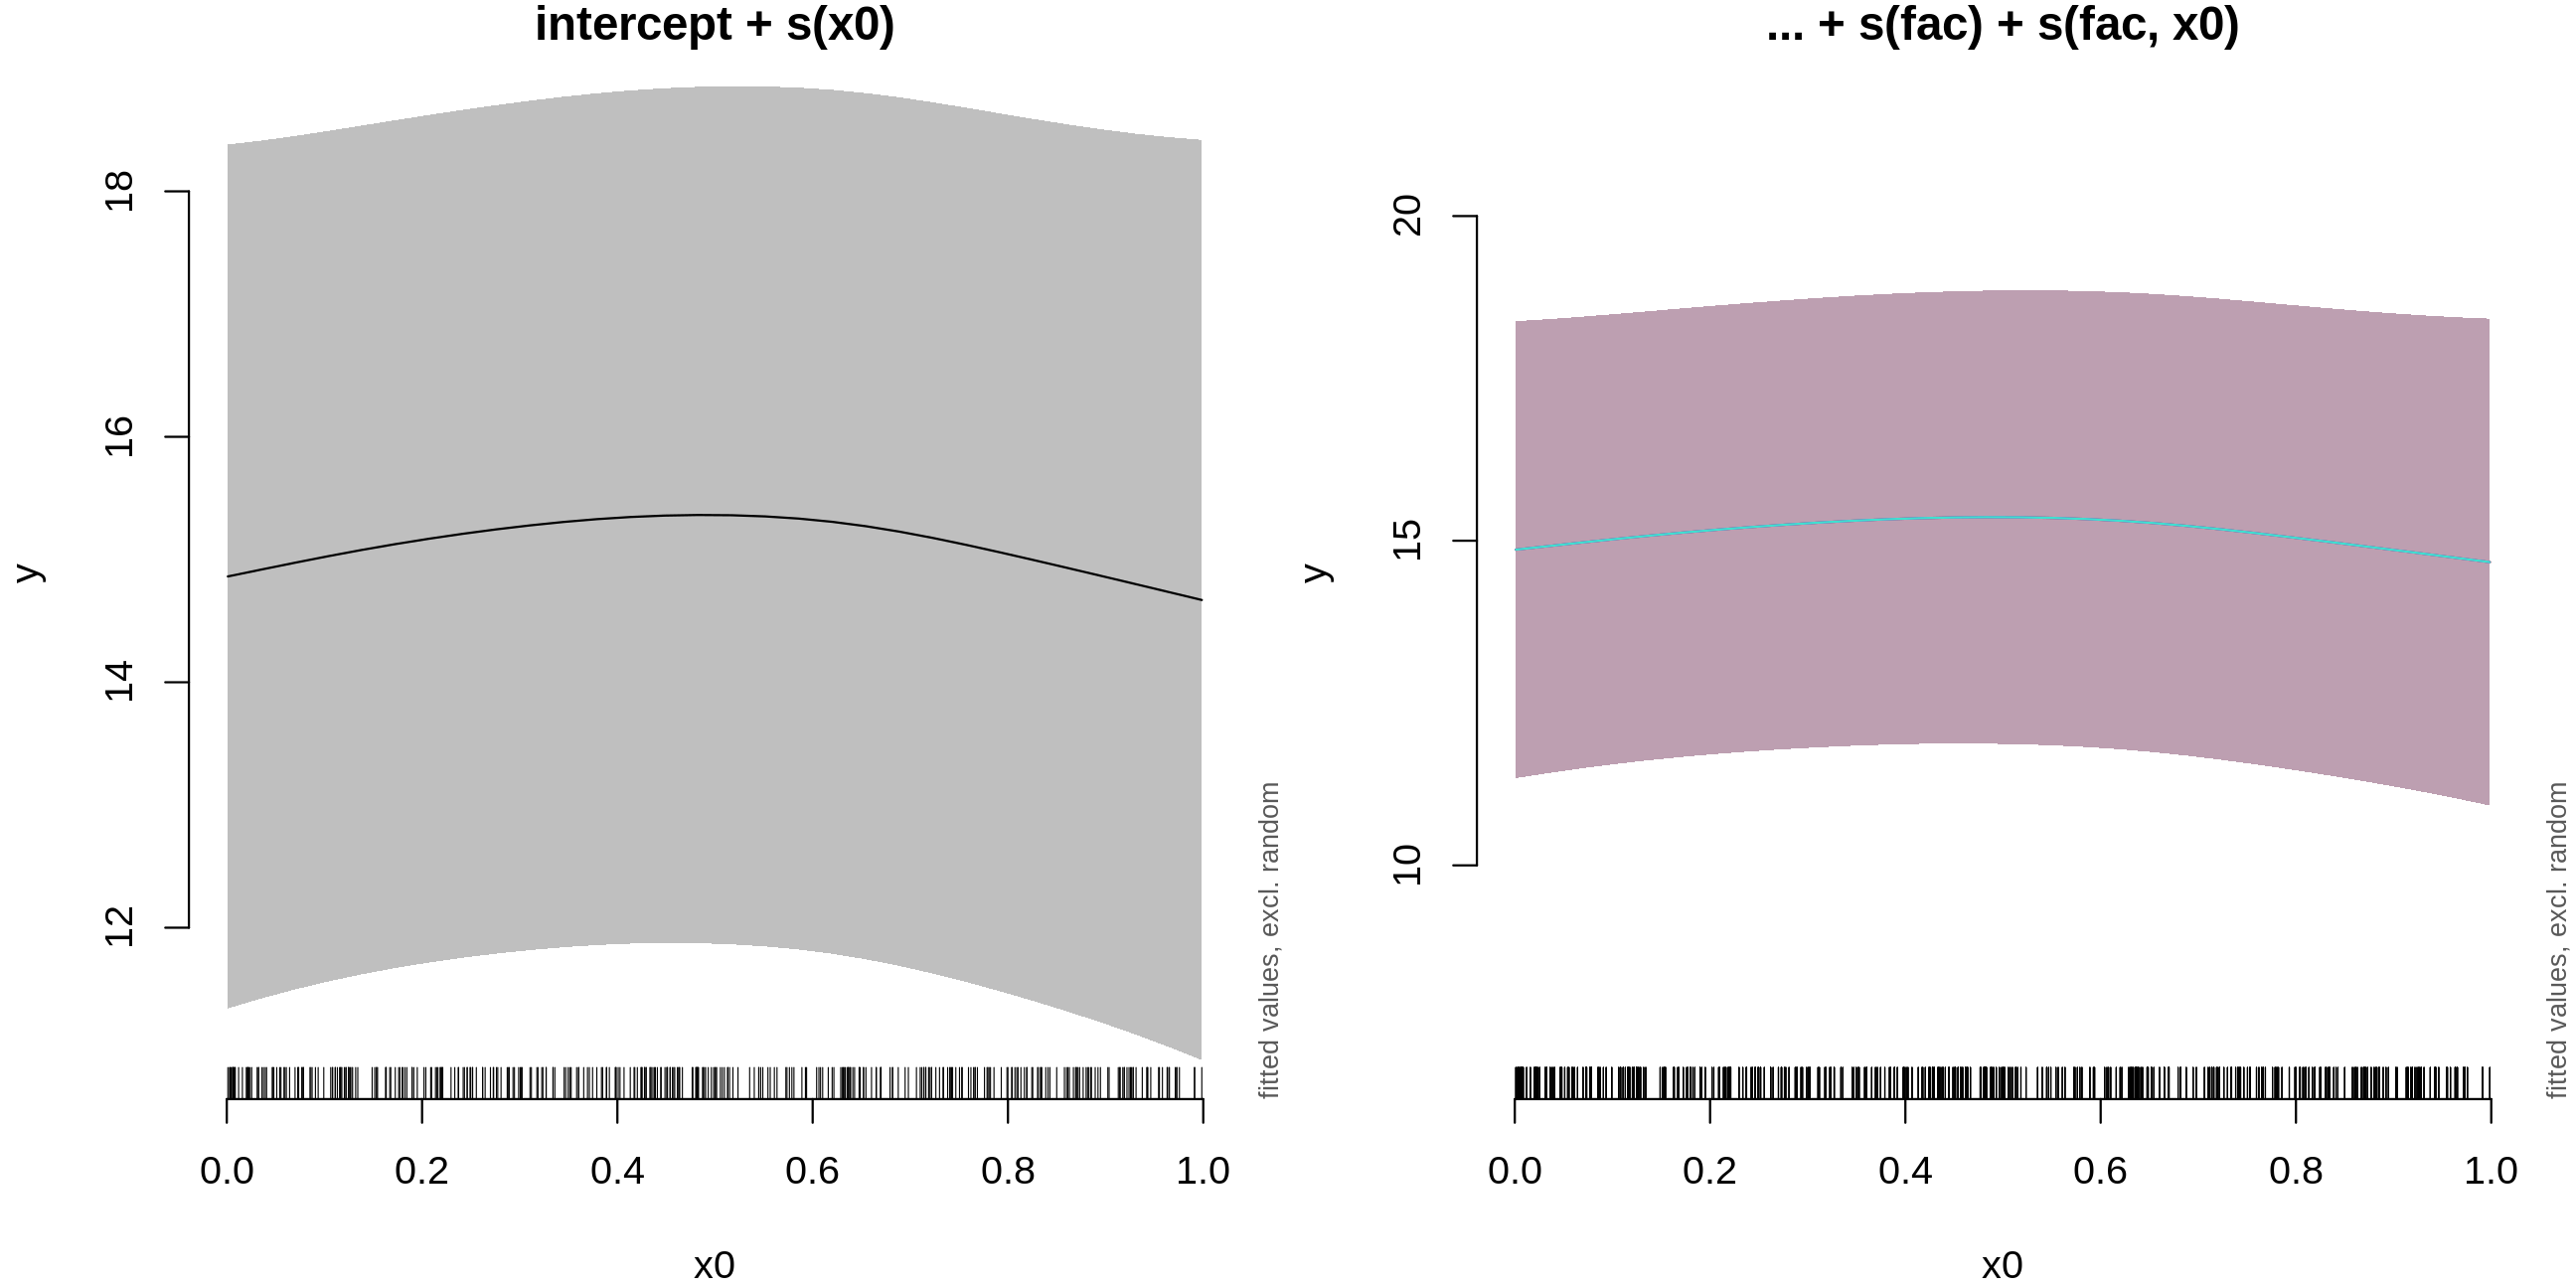 intercept + s(x0)
18
16
14
12
y
fitted values, excl. random
0.0 0.2 0.4 0.6 0.8 1.0
x0
... + s(fac) + s(fac, x0)
20
15
10
y
fitted values, excl. random
0.0 0.2 0.4 0.6 0.8 1.0
x0